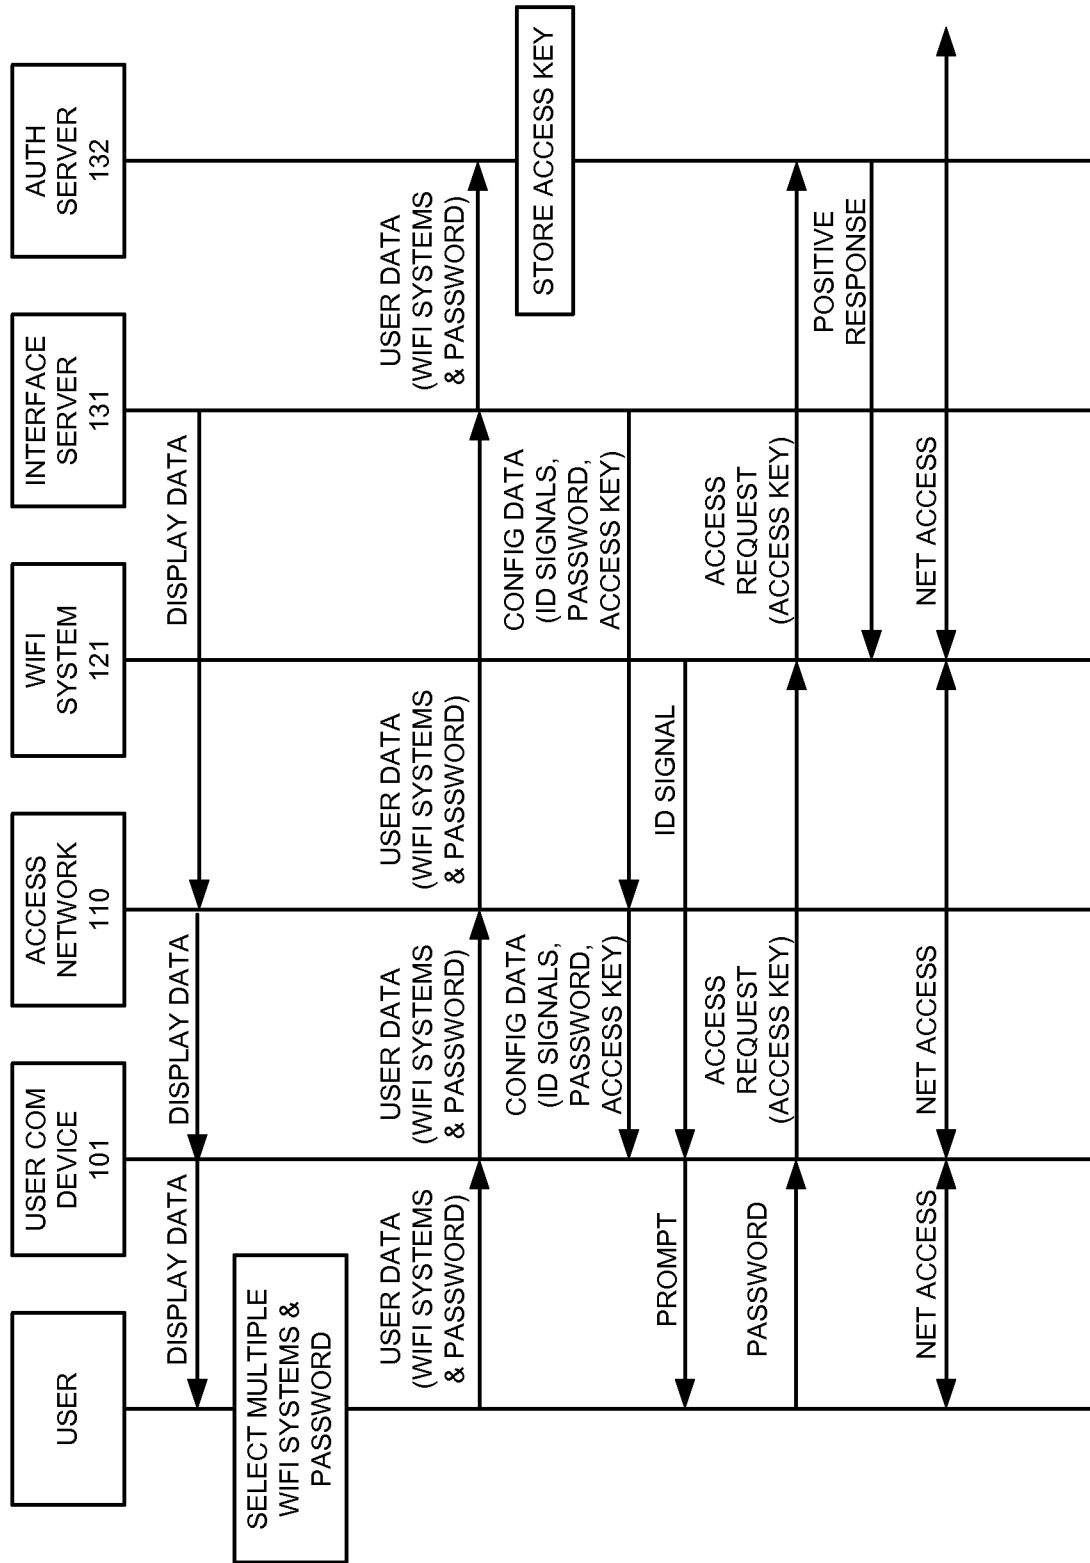 USER
USER COM
DEVICE
101
ACCESS
NETWORK
110
WIFI
SYSTEM
121
INTERFACE
SERVER
131
AUTH
SERVER
132
DISPLAY DATA
DISPLAY DATA
DISPLAY DATA
SELECT MULTIPLE
WIFI SYSTEMS &
PASSWORD
USER DATA
(WIFI SYSTEMS
& PASSWORD)
USER DATA
(WIFI SYSTEMS
& PASSWORD)
USER DATA
(WIFI SYSTEMS
& PASSWORD)
USER DATA
(WIFI SYSTEMS
& PASSWORD)
STORE ACCESS KEY
CONFIG DATA
(ID SIGNALS,
PASSWORD,
ACCESS KEY)
CONFIG DATA
(ID SIGNALS,
PASSWORD,
ACCESS KEY)
PROMPT
ID SIGNAL
PASSWORD
ACCESS
REQUEST
(ACCESS KEY)
ACCESS
REQUEST
(ACCESS KEY)
POSITIVE
RESPONSE
NET ACCESS
NET ACCESS
NET ACCESS